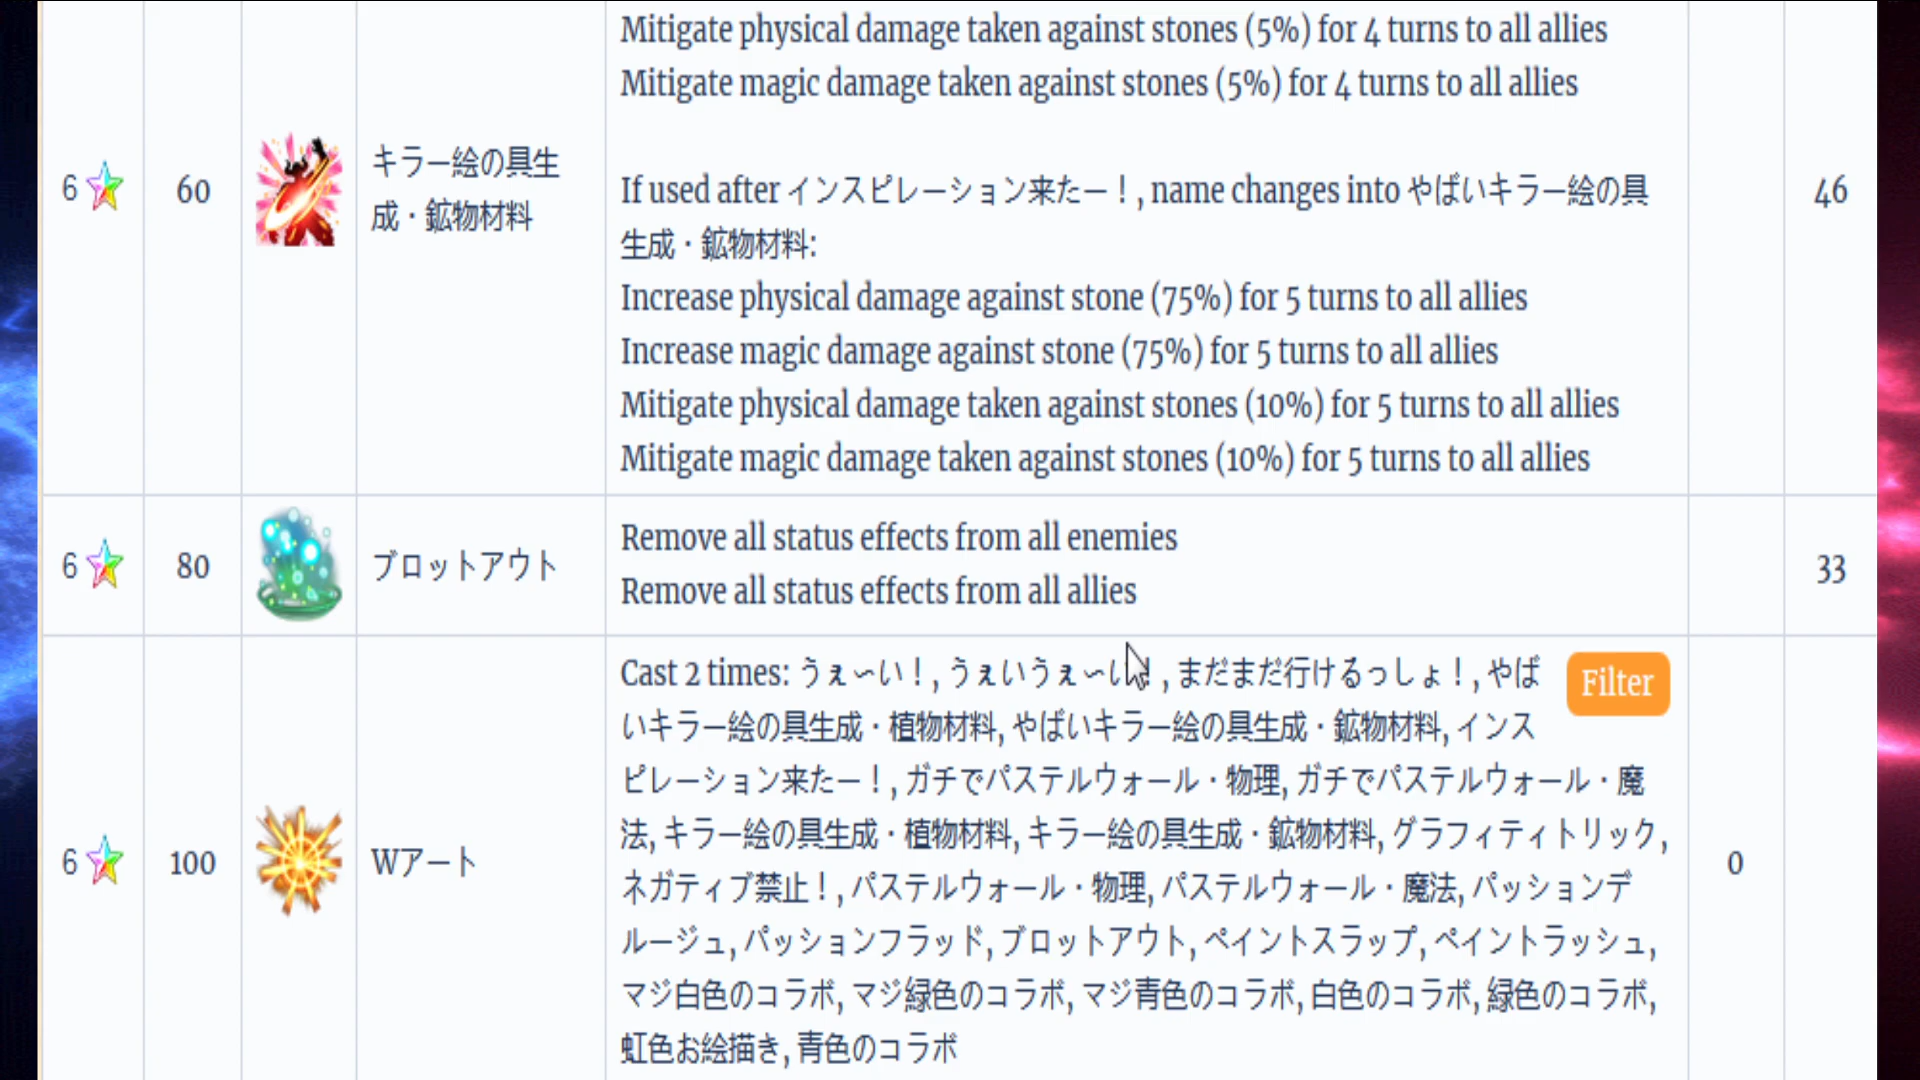 Mitigate physical damage taken against stones (5%) for 4 turns to all allies
Mitigate magic damage taken against stones (5%) for 4 turns to all allies
6
60
キラー絵の具生
成・鉱物材料
If used after インスピレーション来たー！, name changes into やばいキラー絵の具
生成・鉱物材料:
Increase physical damage against stone (75%) for 5 turns to all allies
Increase magic damage against stone (75%) for 5 turns to all allies
Mitigate physical damage taken against stones (10%) for 5 turns to all allies
Mitigate magic damage taken against stones (10%) for 5 turns to all allies
46
6
80
ブロットアウト
Remove all status effects from all enemies
Remove all status effects from all allies
33
6
100
Wアート
Cast 2 times: うぇ〜い！, うぇいうぇ〜い！, まだまだ行けるっしょ！, やば
いキラー絵の具生成・植物材料, やばいキラー絵の具生成・鉱物材料, インス
ピレーション来たー！, ガチでパステルウォール・物理, ガチでパステルウォール・魔
法, キラー絵の具生成・植物材料, キラー絵の具生成・鉱物材料, グラフィティトリック,
ネガティブ禁止！, パステルウォール・物理, パステルウォール・魔法, パッションデ
ルージュ, パッションフラッド, ブロットアウト, ペイントスラップ, ペイントラッシュ,
マジ白色のコラボ, マジ緑色のコラボ, マジ青色のコラボ, 白色のコラボ, 緑色のコラボ,
虹色お絵描き, 青色のコラボ
Filter
0